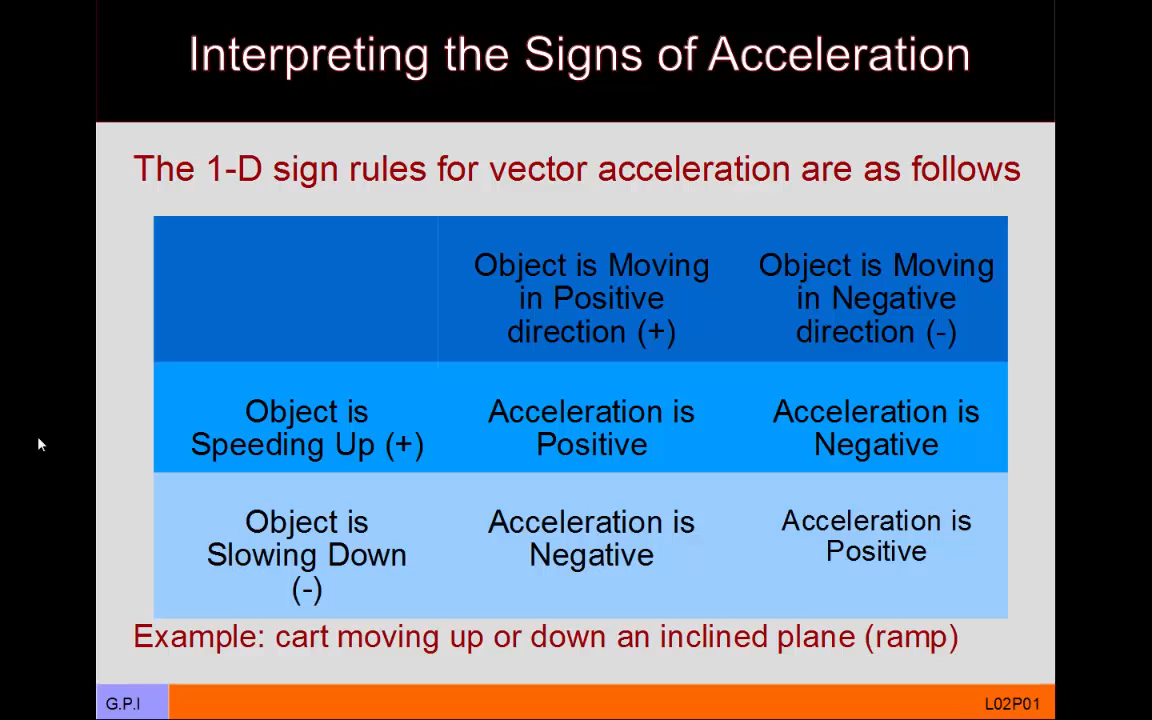 Interpreting the Signs of Acceleration
The 1-D sign rules for vector acceleration are as follows
Object is Moving
in Positive
direction (+)
Object is Moving
in Negative
direction (-)
Object is
Speeding Up (+)
Acceleration is
Positive
Acceleration is
Negative
Object is
Slowing Down
(-)
Acceleration is
Negative
Acceleration is
Positive
Example: cart moving up or down an inclined plane (ramp)
G.P.I
L02P01